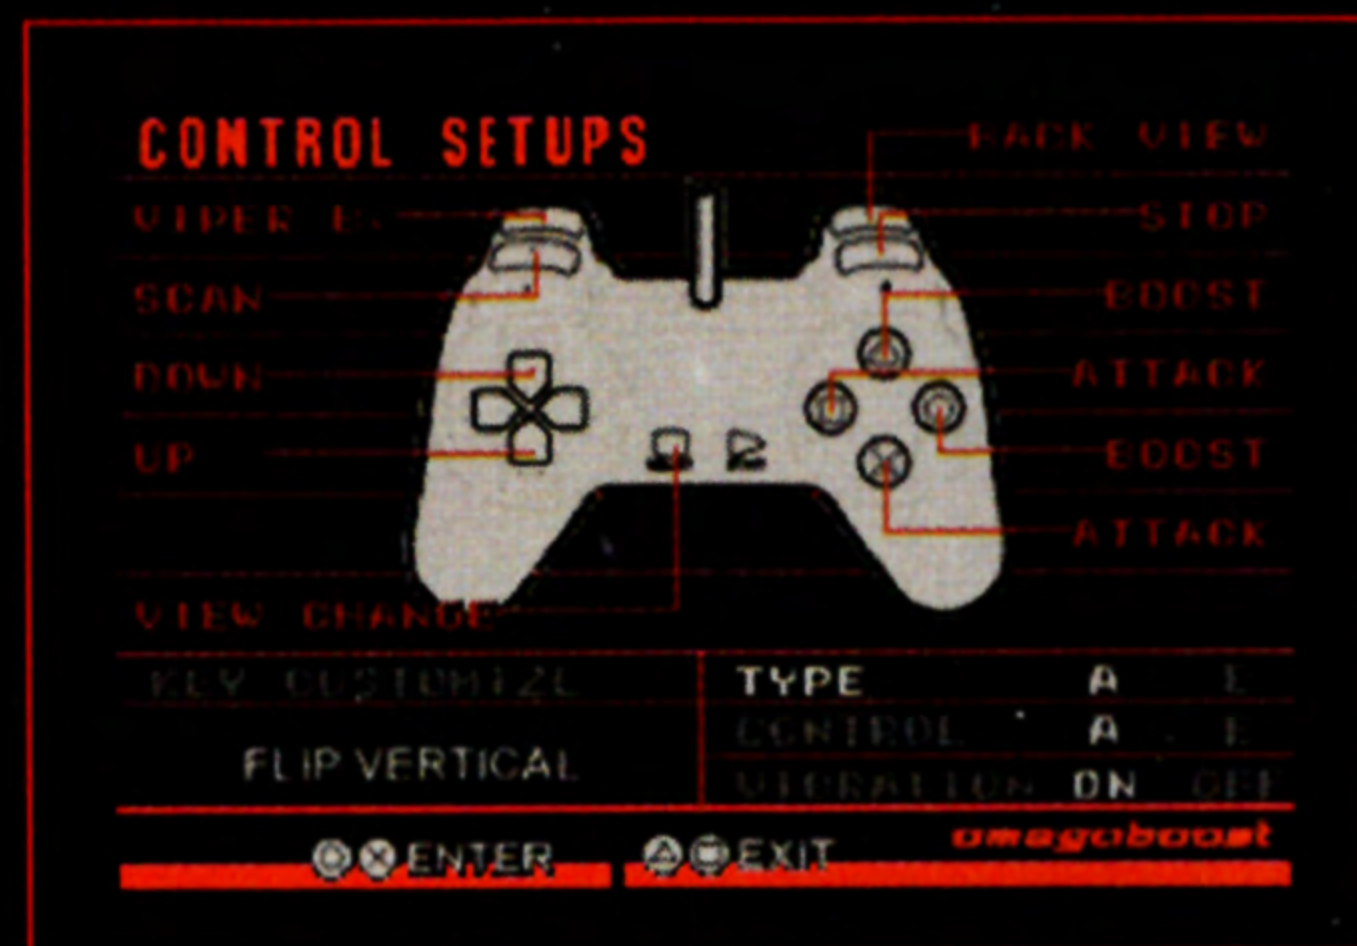 CONTROL SETUPS
BACK VIEW
VIPER
STOP
SCAN
BOOST
DOWN
ATTACK
UP
BOOST
ATTACK
VIEW CHANGE
KEY CUSTOMIZE
TYPE A
CONTROL A
FLIP VERTICAL
VIBRATION ON OFF
omegaboost
ENTER EXIT